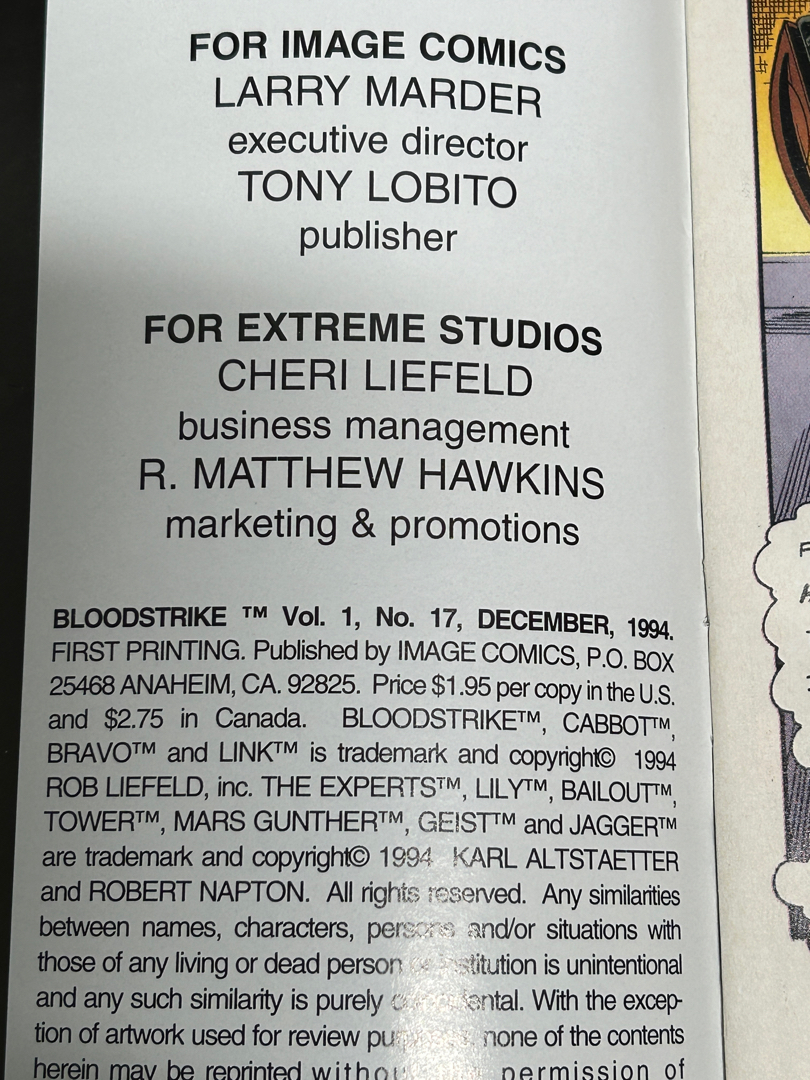 FOR IMAGE COMICS
LARRY MARDER
executive director
TONY LOBITO
publisher
FOR EXTREME STUDIOS
CHERI LIEFELD
business management
R. MATTHEW HAWKINS
marketing & promotions
BLOODSTRIKE ™ Vol. 1, No. 17, DECEMBER, 1994.
FIRST PRINTING. Published by IMAGE COMICS, P.O. BOX
25468 ANAHEIM, CA. 92825. Price $1.95 per copy in the U.S.
and $2.75 in Canada. BLOODSTRIKE™, CABBOT™,
BRAVO™ and LINK™ is trademark and copyright© 1994
ROB LIEFELD, inc. THE EXPERTS™, LILY™, BAILOUT™,
TOWER™, MARS GUNTHER™, GEIST™ and JAGGER™
are trademark and copyright© 1994 KARL ALTSTAETTER
and ROBERT NAPTON. All rights reserved. Any similarities
between names, characters, persons and/or situations with
those of any living or dead person institution is unintentional
and any such similarity is purely With the excep-
tion of artwork used for review none of the contents
herein may be reprinted permission of